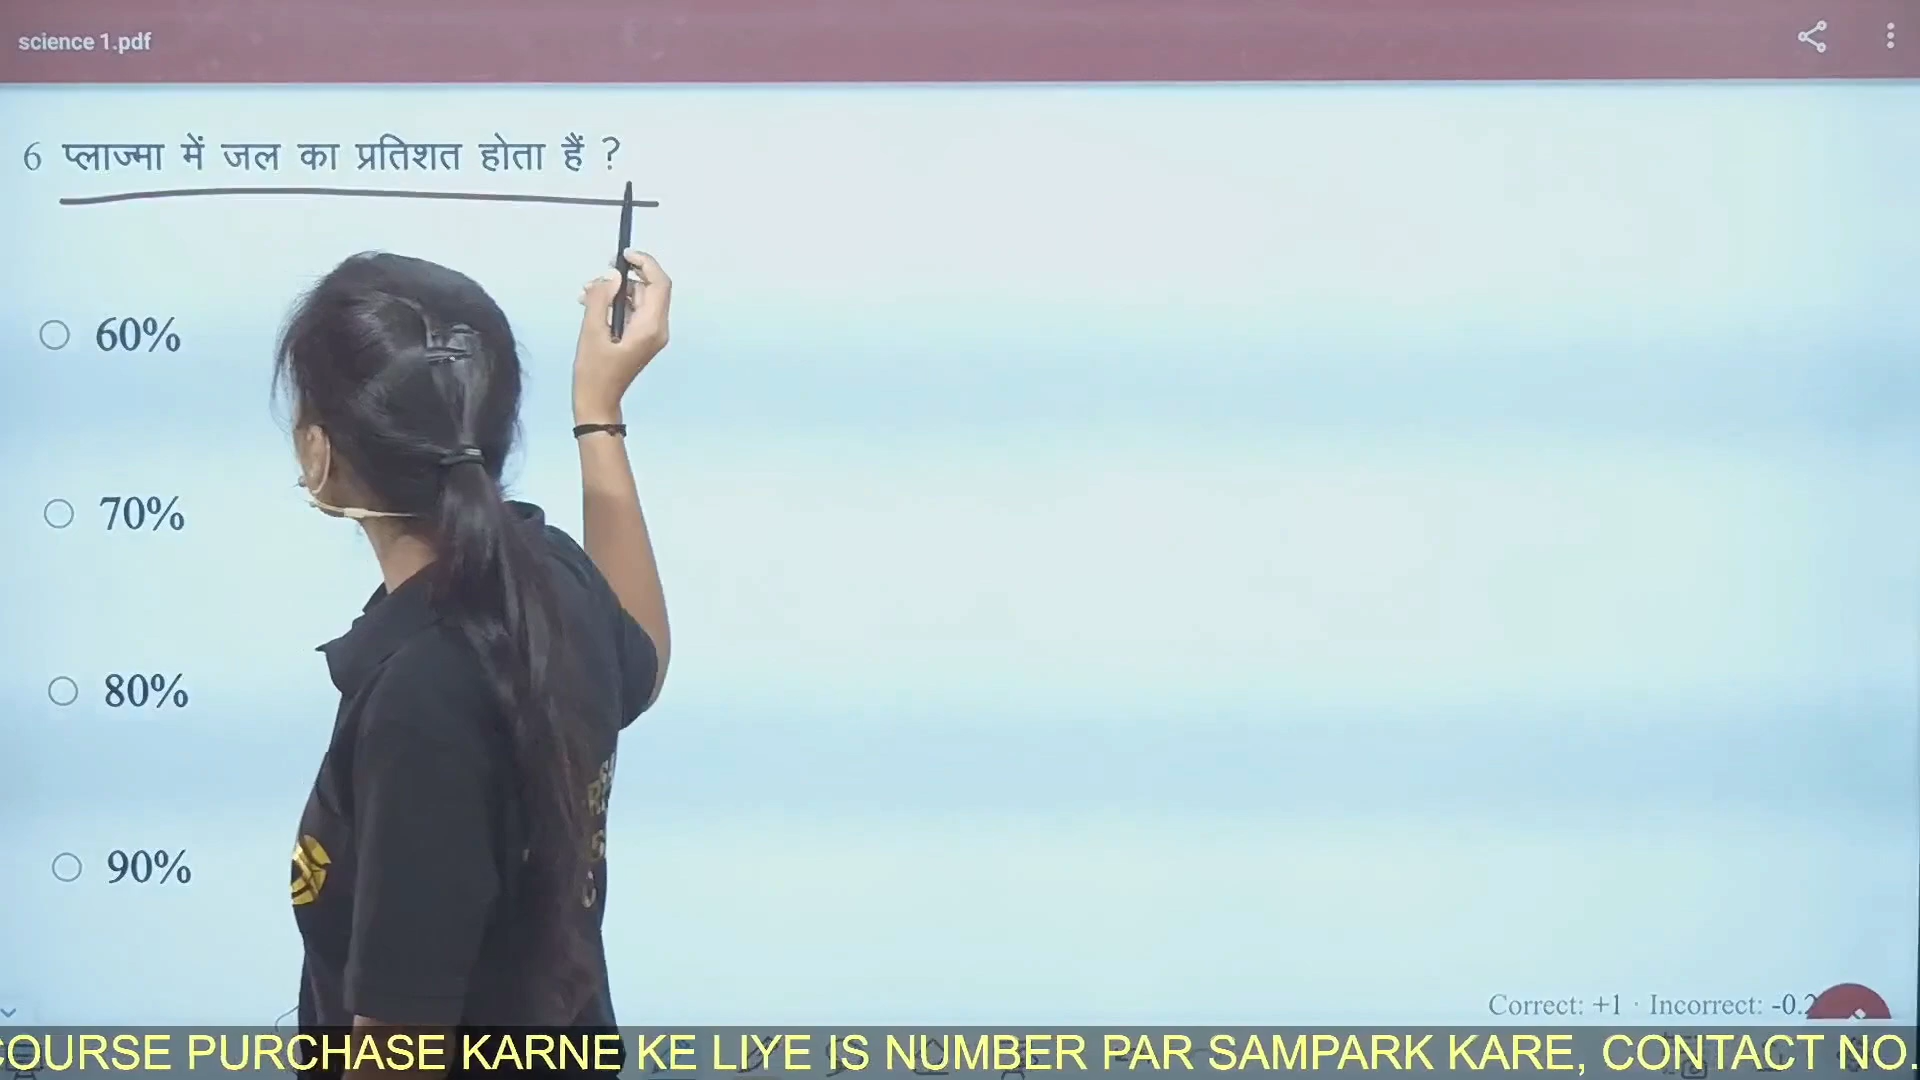 science 1.pdf
6 प्लाज्मा में जल का प्रतिशत होता हैं ?
60%
70%
80%
90%
Correct: +1 · Incorrect:
COURSE PURCHASE KARNE KE LIYE IS NUMBER PAR SAMPARK KARE, CONTACT NO.